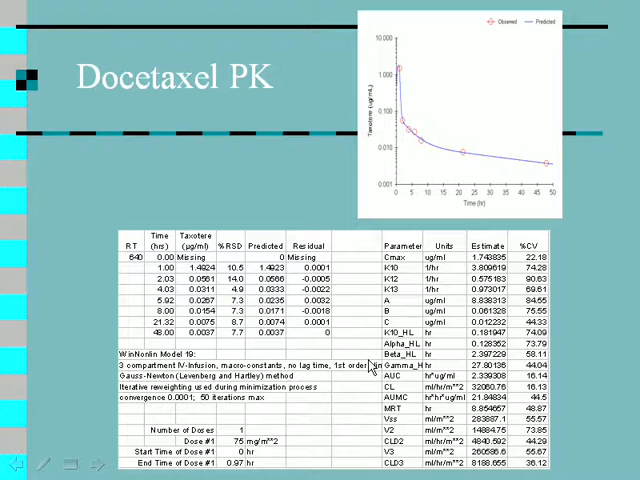 Docetaxel PK
Observed Predicted
Taxotere (ug/mL)
10.000
1.000
0.100
0.010
0.001
0 5 10 15 20 25 30 35 40 45 50
Time (hr)
RT Time (hrs) Taxotere (µg/ml) % RSD Predicted Residual
640 0.00 Missing 0 Missing
1.00 1.4924 10.5 1.4923 0.0001
2.03 0.0561 14.0 0.0566 -0.0005
4.03 0.0311 4.9 0.0333 -0.0022
5.92 0.0267 7.3 0.0235 0.0032
8.00 0.0154 7.3 0.0171 -0.0018
21.32 0.0075 8.7 0.0074 0.0001
48.00 0.0037 7.7 0.0037 0
WinNonlin Model 19:
3 compartment IV-Infusion, macro-constants, no lag time, 1st order
Gauss-Newton (Levenberg and Hartley) method
Iterative reweighting used during minimization process
convergence 0.0001; 50 iterations max
Number of Doses 1
Dose #1 75 mg/m**2
Start Time of Dose #1 0 hr
End Time of Dose #1 0.97 hr
Parameter Units Estimate %CV
Cmax ug/ml 1.743835 22.18
K10 1/hr 3.809619 74.28
K12 1/hr 0.575183 90.63
K13 1/hr 0.973017 69.61
A ug/ml 8.838313 84.55
B ug/ml 0.061328 75.55
C ug/ml 0.012232 44.33
K10_HL hr 0.181947 74.09
Alpha_HL hr 0.128352 73.79
Beta_HL hr 2.397229 58.11
Gamma_H hr 27.80136 44.04
AUC hr*ug/ml 2.339308 16.14
CL ml/hr/m**2 32060.76 16.13
AUMC hr*hr*ug/ml 21.84834 44.5
MRT hr 8.854657 48.87
Vss ml/m**2 283887.1 55.57
V2 ml/m**2 14884.75 73.85
CLD2 ml/hr/m**2 4840.592 44.29
V3 ml/m**2 260586.6 55.67
CLD3 ml/hr/m**2 8188.655 36.12